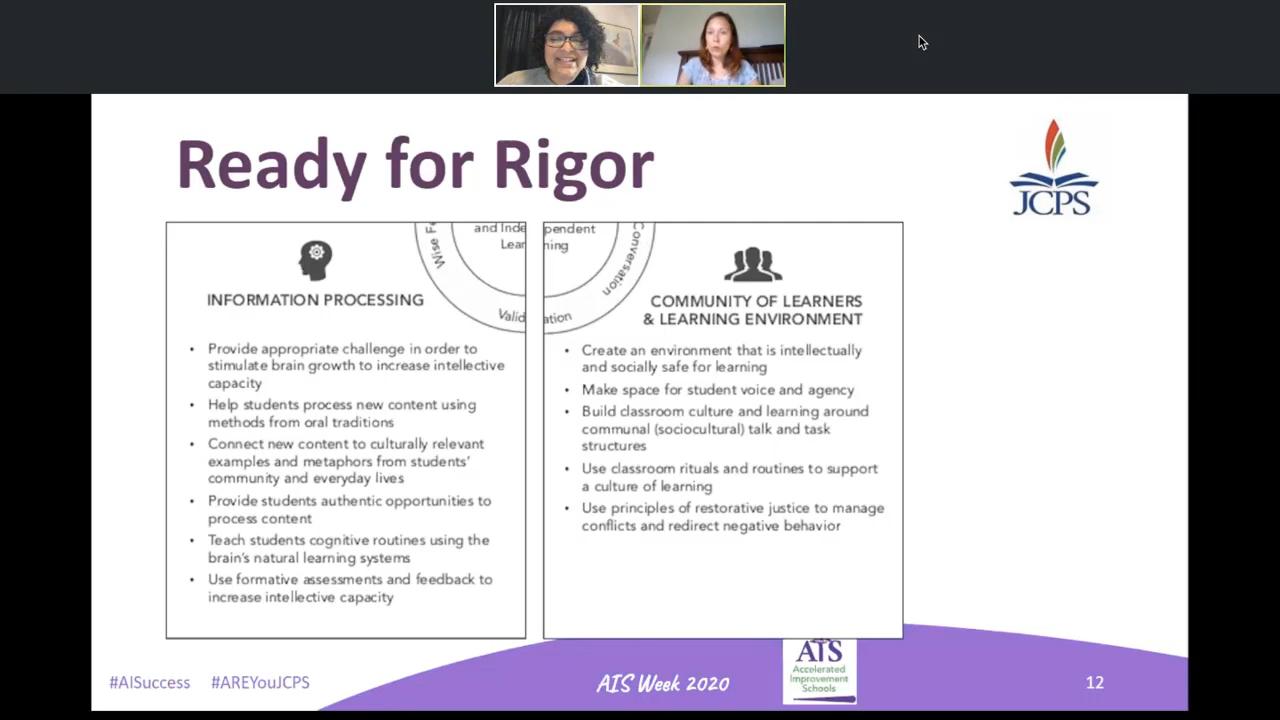 Ready for Rigor
JCPS
and Inde
Lear
Wise
Valid
INFORMATION PROCESSING
• Provide appropriate challenge in order to
stimulate brain growth to increase intellective
capacity
• Help students process new content using
methods from oral traditions
• Connect new content to culturally relevant
examples and metaphors from students'
community and everyday lives
• Provide students authentic opportunities to
process content
• Teach students cognitive routines using the
brain's natural learning systems
• Use formative assessments and feedback to
increase intellective capacity
pendent
ning
Conversation
ation
COMMUNITY OF LEARNERS
& LEARNING ENVIRONMENT
• Create an environment that is intellectually
and socially safe for learning
• Make space for student voice and agency
• Build classroom culture and learning around
communal (sociocultural) talk and task
structures
• Use classroom rituals and routines to support
a culture of learning
• Use principles of restorative justice to manage
conflicts and redirect negative behavior
#AISuccess #AREYouJCPS
AIS Week 2020
AIS
Accelerated
Improvement
Schools
12